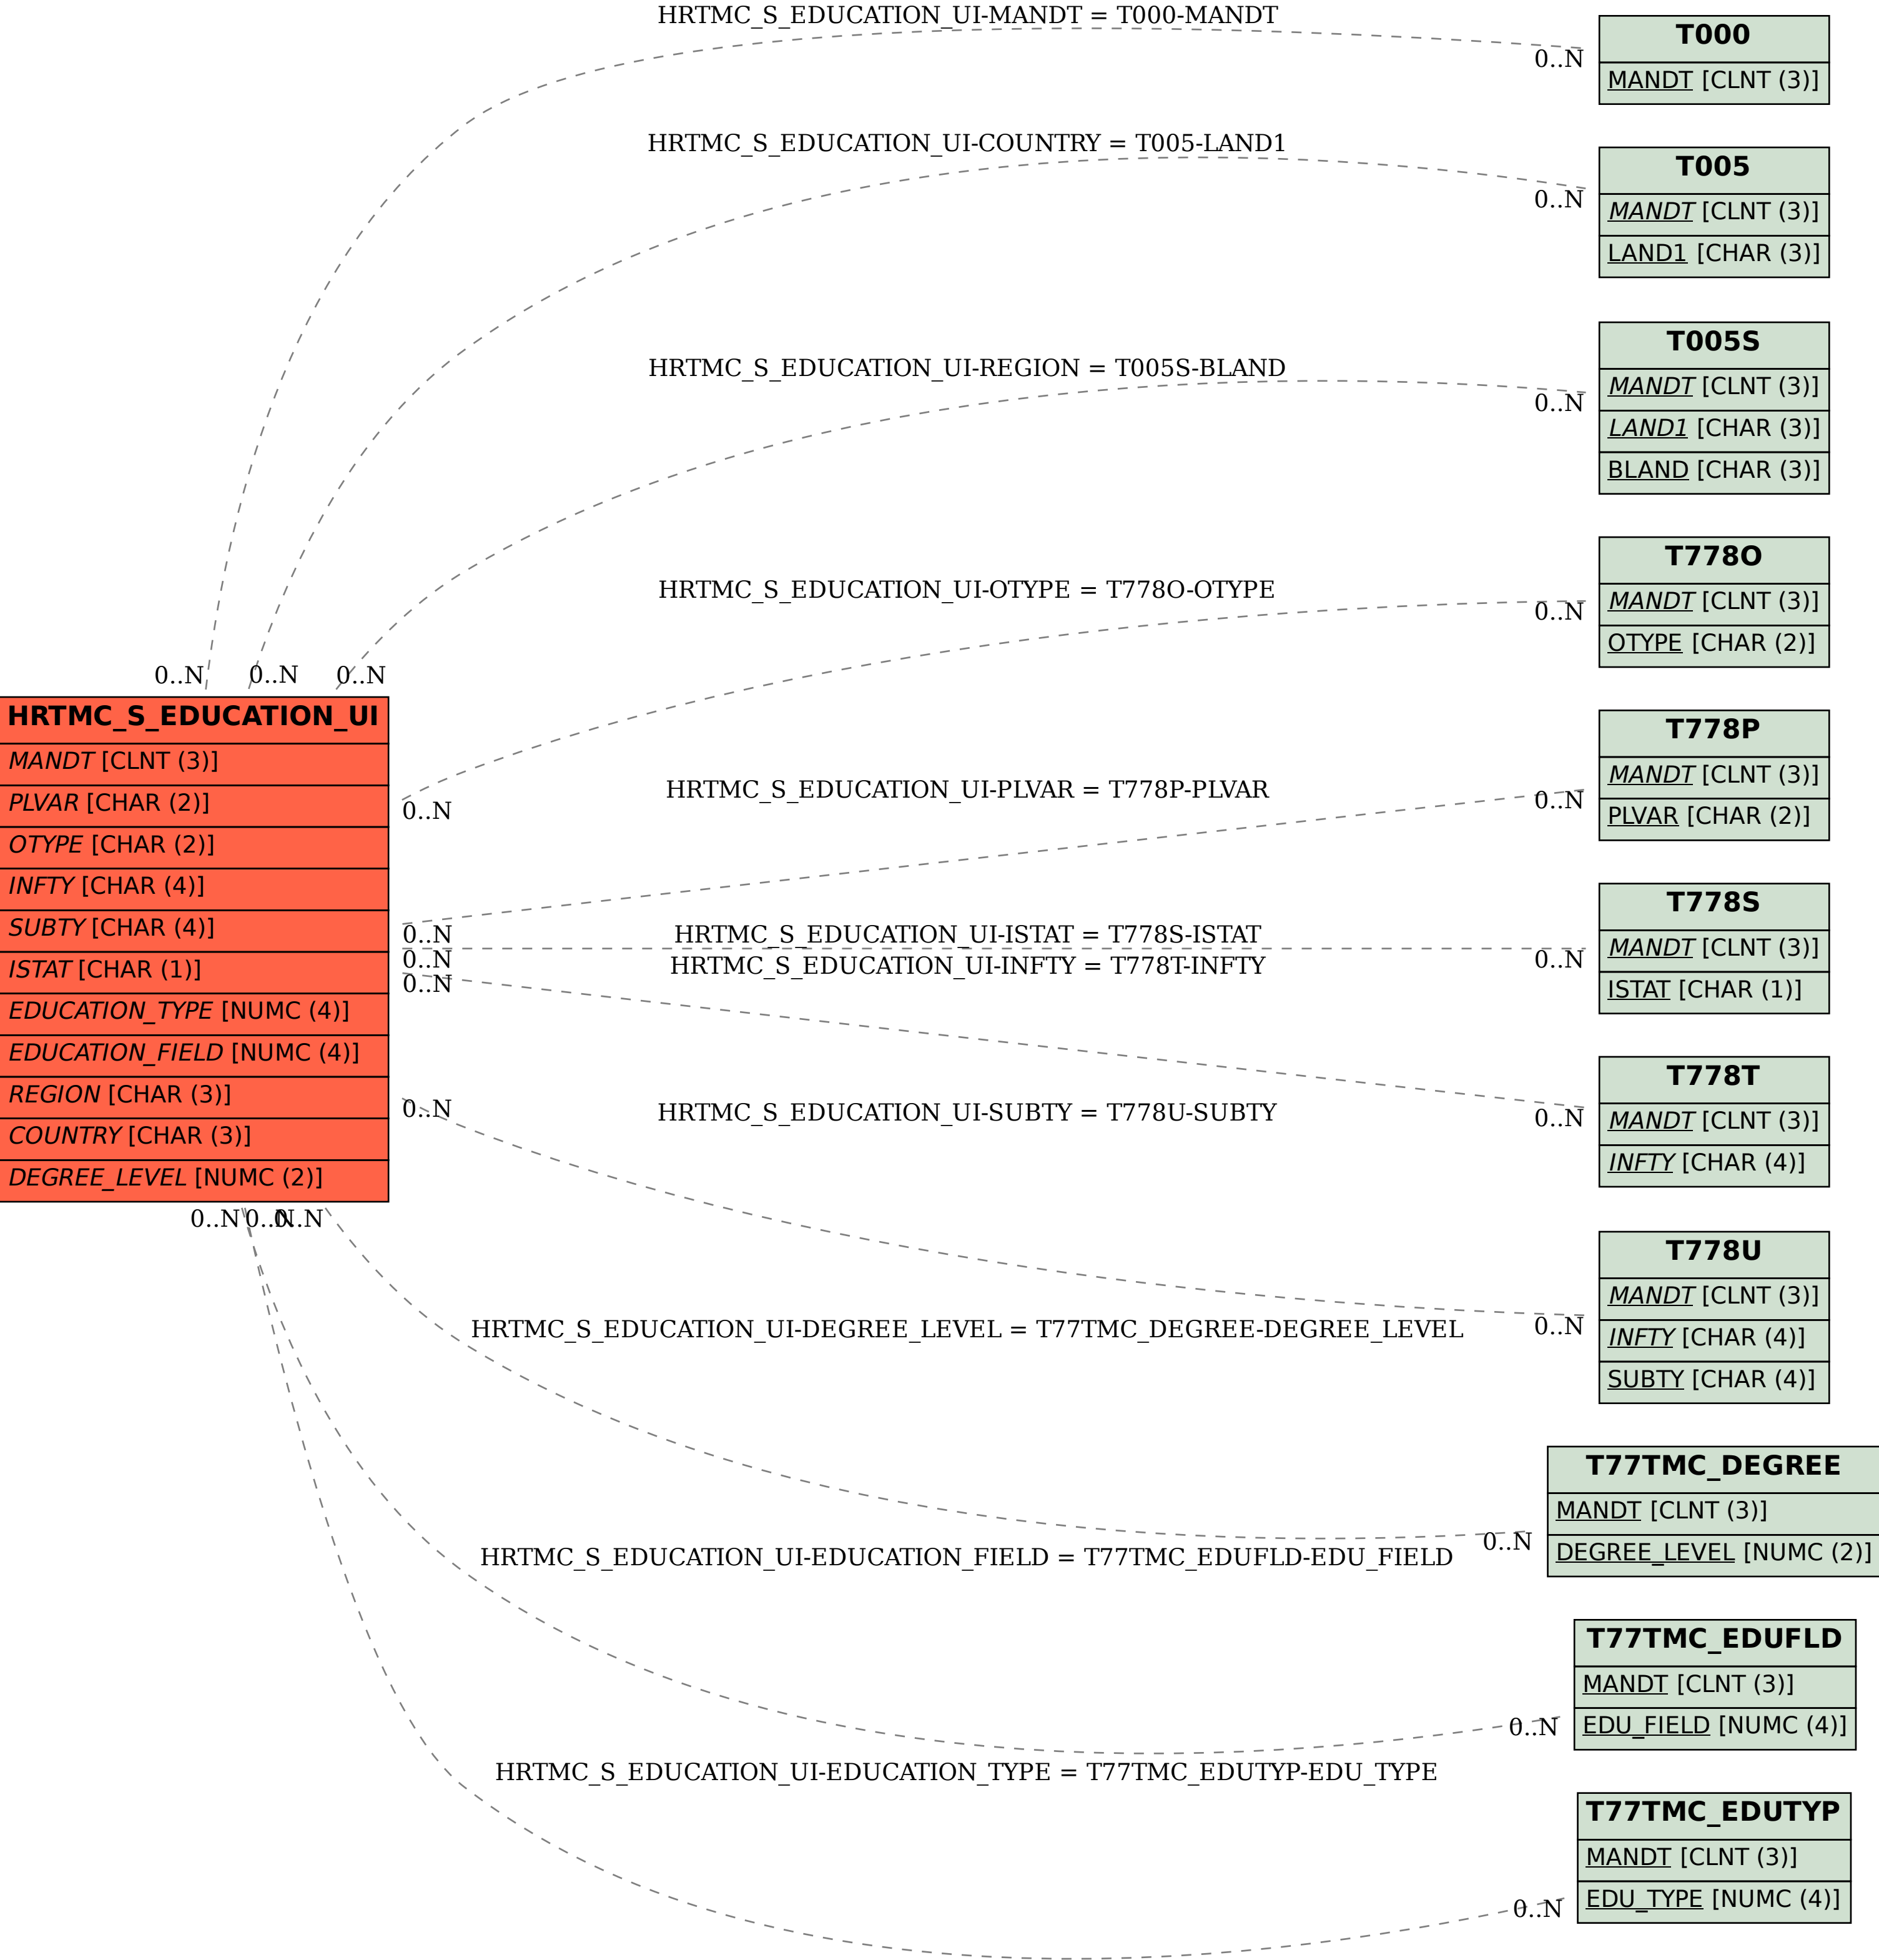 HRTMC_S_EDUCATION_UI-MANDT = T000-MANDT
0..N
T000
MANDT [CLNT (3)]
HRTMC_S_EDUCATION_UI-COUNTRY = T005-LAND1
0..N
T005
MANDT [CLNT (3)]
LAND1 [CHAR (3)]
HRTMC_S_EDUCATION_UI-REGION = T005S-BLAND
0..N
T005S
MANDT [CLNT (3)]
LAND1 [CHAR (3)]
BLAND [CHAR (3)]
HRTMC_S_EDUCATION_UI-OTYPE = T778O-OTYPE
0..N
T778O
MANDT [CLNT (3)]
OTYPE [CHAR (2)]
0..N
0..N
0..N
HRTMC_S_EDUCATION_UI
MANDT [CLNT (3)]
PLVAR [CHAR (2)]
OTYPE [CHAR (2)]
INFTY [CHAR (4)]
SUBTY [CHAR (4)]
ISTAT [CHAR (1)]
EDUCATION_TYPE [NUMC (4)]
EDUCATION_FIELD [NUMC (4)]
REGION [CHAR (3)]
COUNTRY [CHAR (3)]
DEGREE_LEVEL [NUMC (2)]
0..N
0..N
0..N
0..N
0..N
0..N
0..N
0..N
HRTMC_S_EDUCATION_UI-PLVAR = T778P-PLVAR
0..N
T778P
MANDT [CLNT (3)]
PLVAR [CHAR (2)]
HRTMC_S_EDUCATION_UI-ISTAT = T778S-ISTAT
0..N
T778S
MANDT [CLNT (3)]
ISTAT [CHAR (1)]
HRTMC_S_EDUCATION_UI-INFTY = T778T-INFTY
0..N
T778T
MANDT [CLNT (3)]
INFTY [CHAR (4)]
HRTMC_S_EDUCATION_UI-SUBTY = T778U-SUBTY
0..N
T778U
MANDT [CLNT (3)]
INFTY [CHAR (4)]
SUBTY [CHAR (4)]
HRTMC_S_EDUCATION_UI-DEGREE_LEVEL = T77TMC_DEGREE-DEGREE_LEVEL
0..N
T77TMC_DEGREE
MANDT [CLNT (3)]
DEGREE_LEVEL [NUMC (2)]
HRTMC_S_EDUCATION_UI-EDUCATION_FIELD = T77TMC_EDUFLD-EDU_FIELD
0..N
T77TMC_EDUFLD
MANDT [CLNT (3)]
EDU_FIELD [NUMC (4)]
HRTMC_S_EDUCATION_UI-EDUCATION_TYPE = T77TMC_EDUTYP-EDU_TYPE
0..N
T77TMC_EDUTYP
MANDT [CLNT (3)]
EDU_TYPE [NUMC (4)]